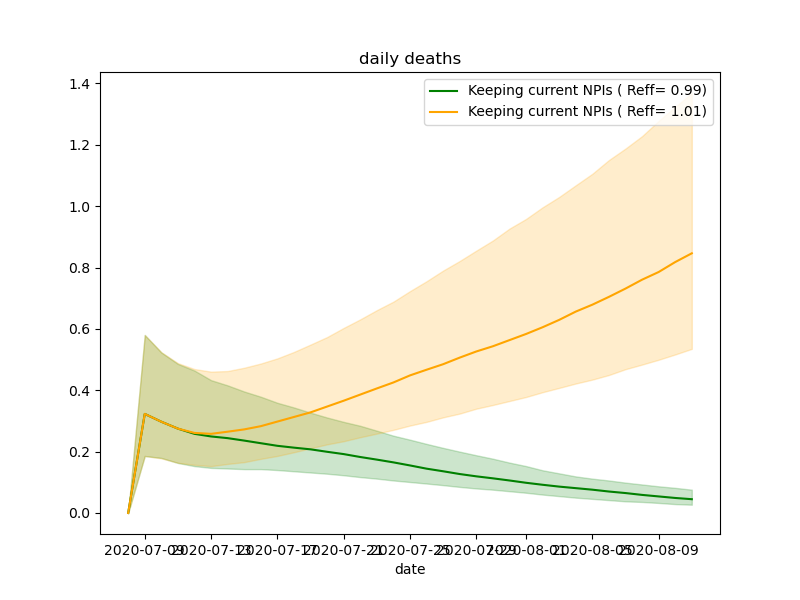 daily deaths
Keeping current NPIs ( Reff= 0.99)
Keeping current NPIs ( Reff= 1.01)
1.4
1.2
1.0
0.8
0.6
0.4
0.2
0.0
2020-07-09 2020-07-13 2020-07-17 2020-07-21 2020-07-25 2020-07-29 2020-08-01 2020-08-05 2020-08-09
date